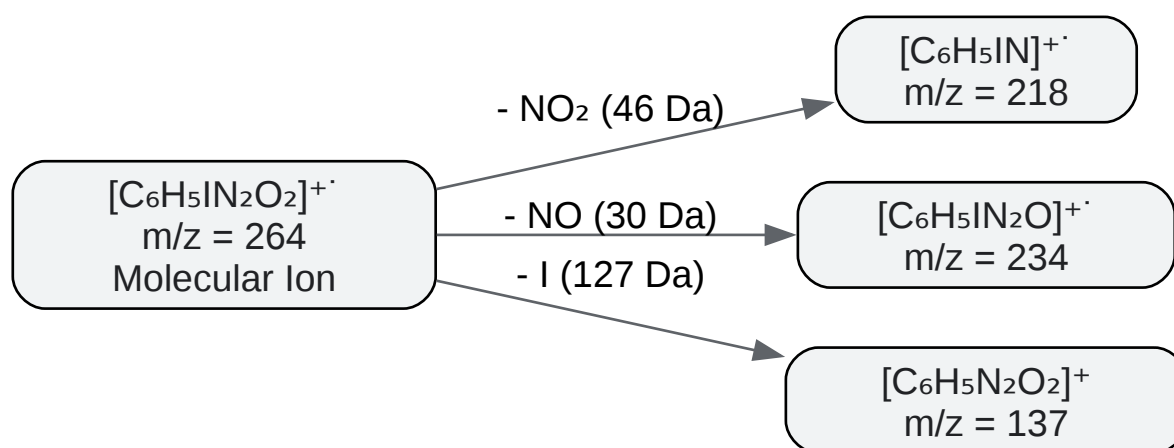 [C₆H₅IN]⁺˙
m/z = 218
- NO₂ (46 Da)
[C₆H₅IN₂O₂]⁺˙
m/z = 264
Molecular Ion
- NO (30 Da)
[C₆H₅IN₂O]⁺˙
m/z = 234
- I (127 Da)
[C₆H₅N₂O₂]⁺
m/z = 137